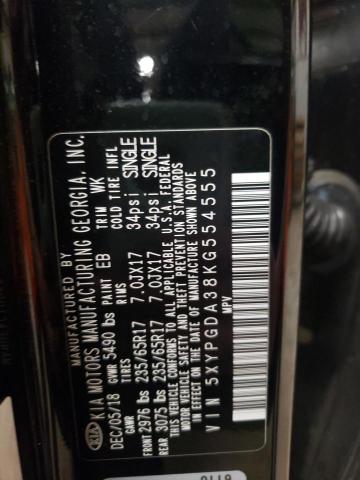 MANUFACTURED BY
KIA KIA MOTORS MANUFACTURING GEORGIA, INC.
DEC/05/18 GVWR 5490 lbs PAINT EB TRIM WK
GAWR TIRES RIMS COLD TIRE INFL
FRONT 2976 lbs 235/65R17 7.0JX17 34psi SINGLE
REAR 3075 lbs 235/65R17 7.0JX17 34psi SINGLE
THIS VEHICLE CONFORMS TO ALL APPLICABLE U.S.A. FEDERAL
MOTOR VEHICLE SAFETY AND THEFT PREVENTION STANDARDS
IN EFFECT ON THE DATE OF MANUFACTURE SHOWN ABOVE
VIN 5XYPGDA38KG554555
MPV